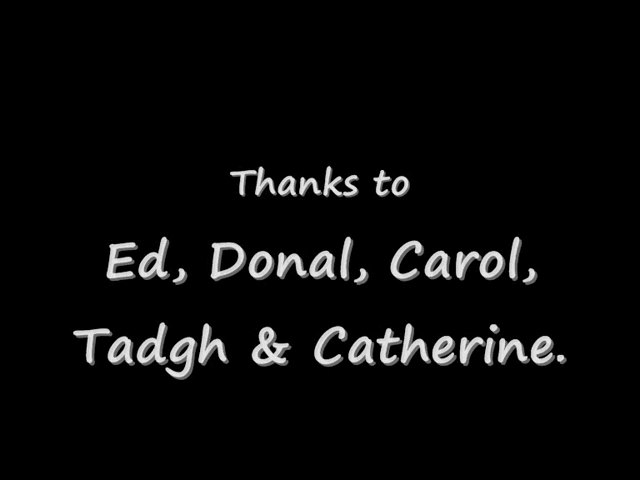 Thanks to
Ed, Donal, Carol,
Tadgh & Catherine.